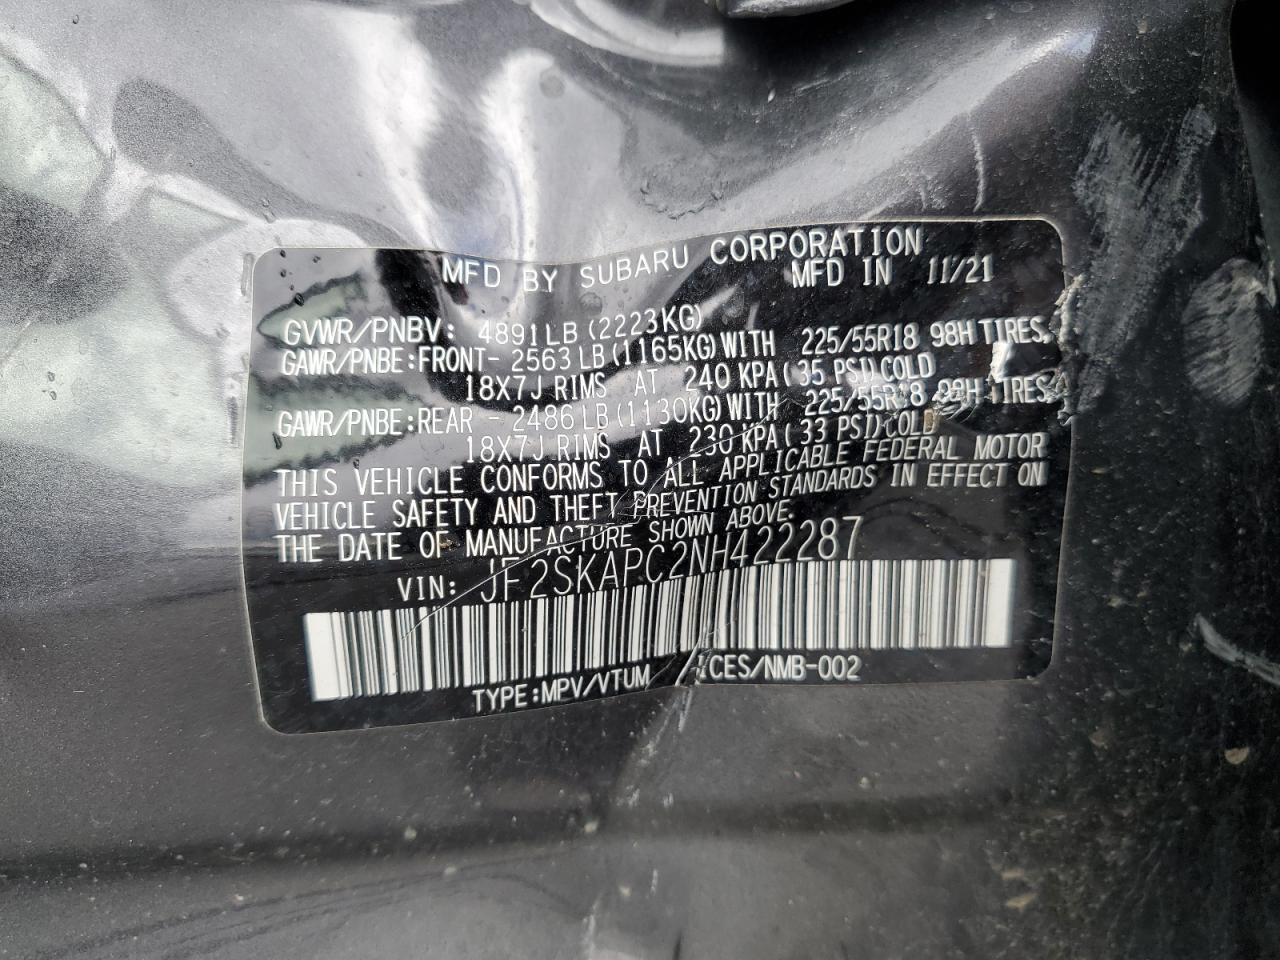 MFD BY SUBARU CORPORATION
MFD IN 11/21
GVWR/PNBV: 4891LB (2223KG)
GAWR/PNBE:FRONT- 2563LB(1165KG)WITH 225/55R18 98H TIRES,
18X7J RIMS AT 240 KPA( 35 PSI)COLD
GAWR/PNBE:REAR - 2486LB(1130KG)WITH 225/55R18 98H TIRES
18X7J RIMS AT 230 KPA( 33 PSI)COLD
THIS VEHICLE CONFORMS TO ALL APPLICABLE FEDERAL MOTOR
VEHICLE SAFETY AND THEFT PREVENTION STANDARDS IN EFFECT ON
THE DATE OF MANUFACTURE SHOWN ABOVE.
VIN: JF2SKAPC2NH422287
TYPE:MPV/VTUM ICES/NMB-002